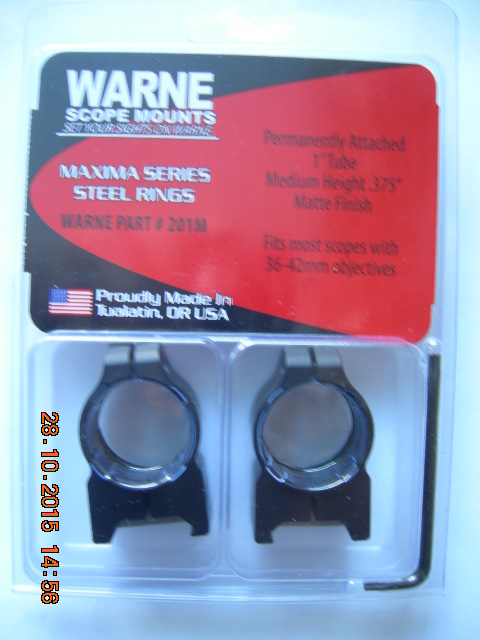 WARNE
SCOPE MOUNTS
SET YOUR SIGHTS ON WARNE
MAXIMA SERIES
STEEL RINGS
WARNE PART # 201M
Permanently Attached
1" Tube
Medium Height .375"
Matte Finish
Fits most scopes with
36-42mm objectives
Proudly Made In
Tualatin, OR USA
28.10.2015 14:56